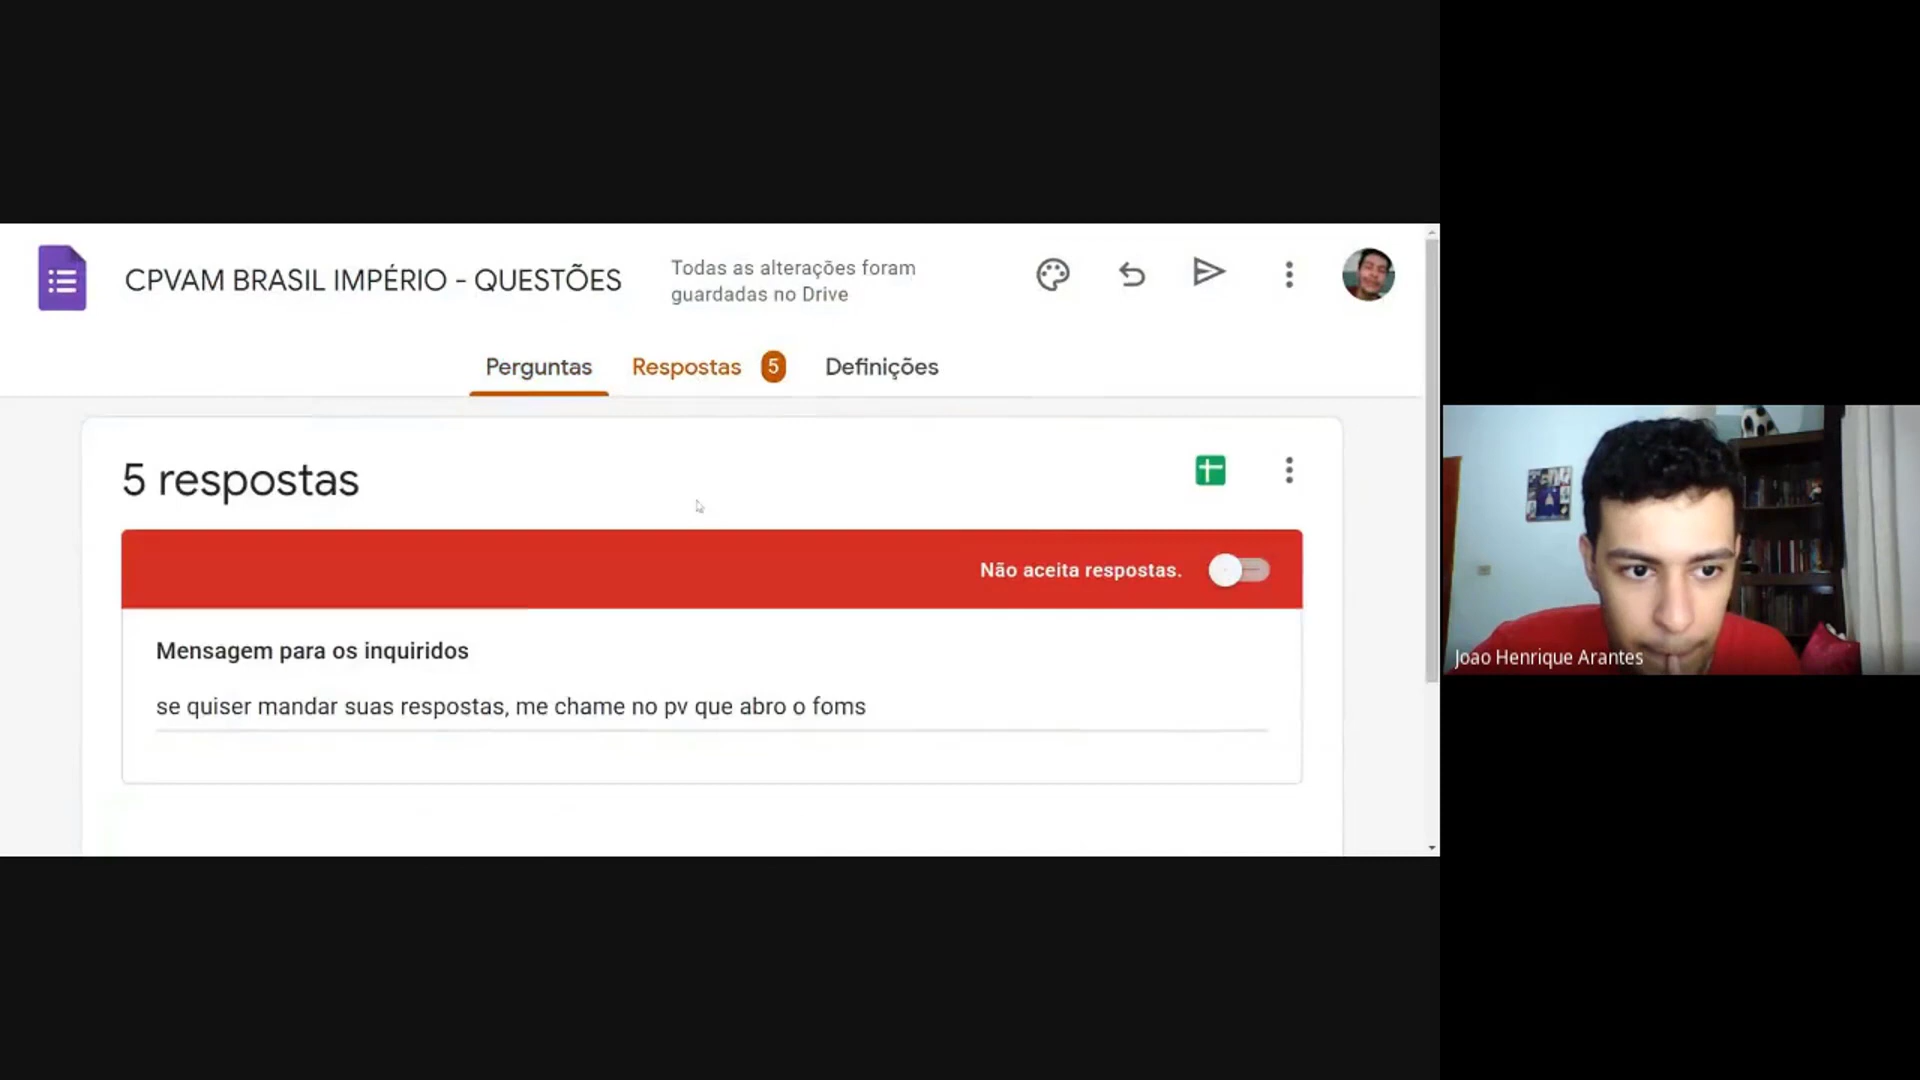 CPVAM BRASIL IMPÉRIO - QUESTÕES
Todas as alterações foram
guardadas no Drive
Perguntas
Respostas 5
Definições
5 respostas
Não aceita respostas.
Mensagem para os inquiridos
se quiser mandar suas respostas, me chame no pv que abro o foms
Joao Henrique Arantes